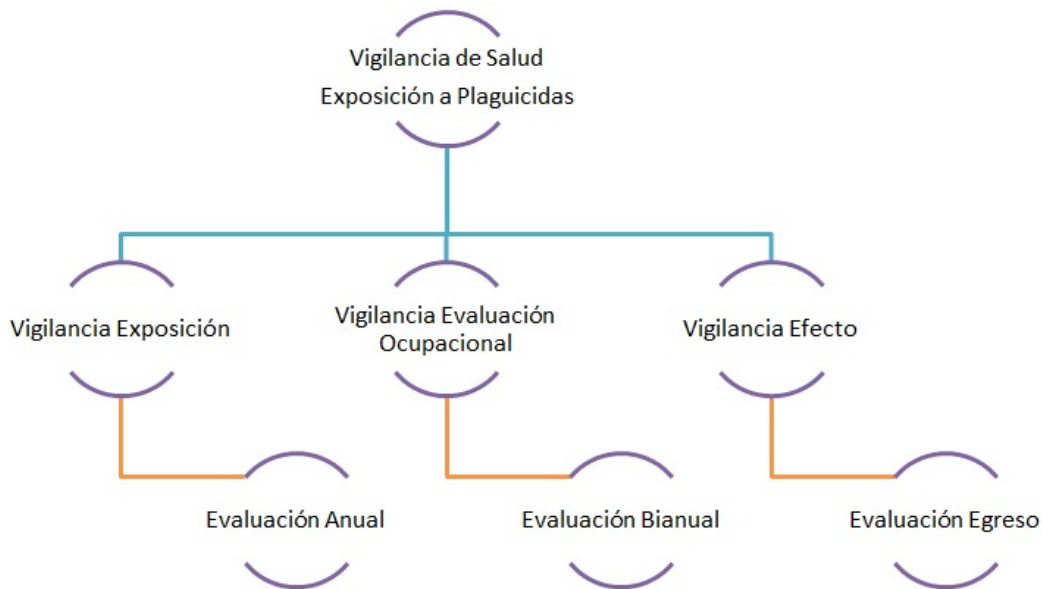 Vigilancia de Salud
Exposición a Plaguicidas
Vigilancia Exposición
Vigilancia Evaluación
Ocupacional
Vigilancia Efecto
Evaluación Anual
Evaluación Bianual
Evaluación Egreso